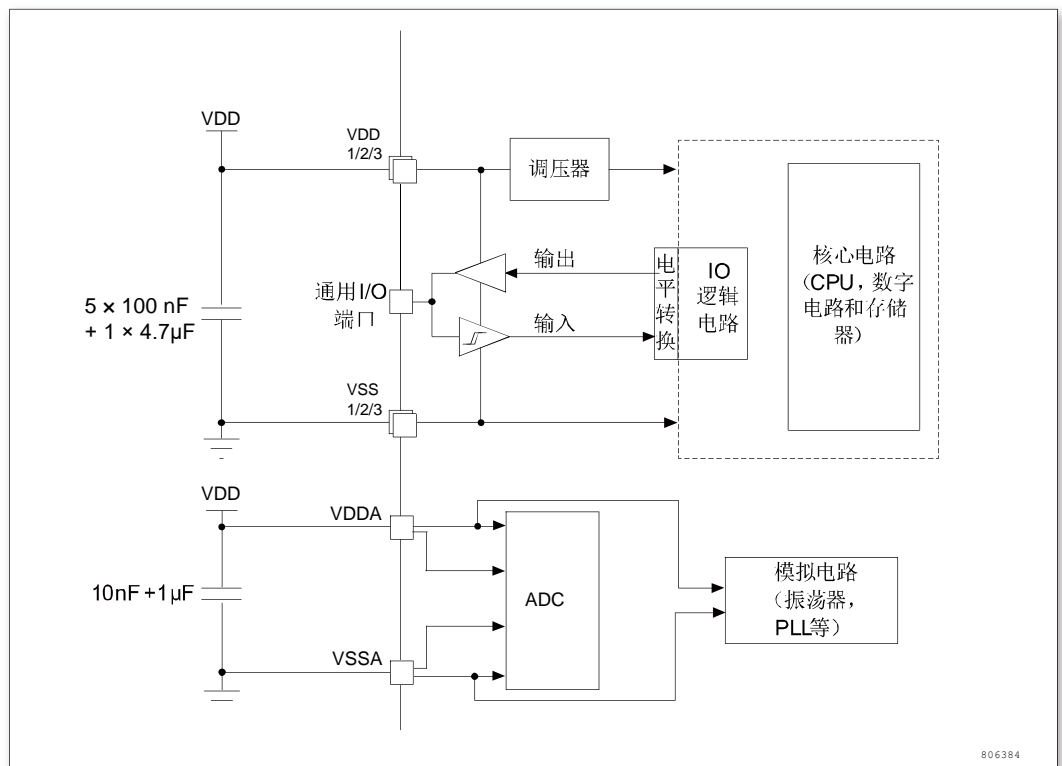 VDD
VDD
1/2/3
调压器
5 × 100 nF
+ 1 × 4.7µF
通用I/O
端口
输出
输入
电
平
转
换
IO
逻辑
电路
核心电路
（CPU，数字
电路和存储
器）
VSS
1/2/3
VDD
VDDA
10nF+1µF
ADC
VSSA
模拟电路
（振荡器，
PLL等）
806384